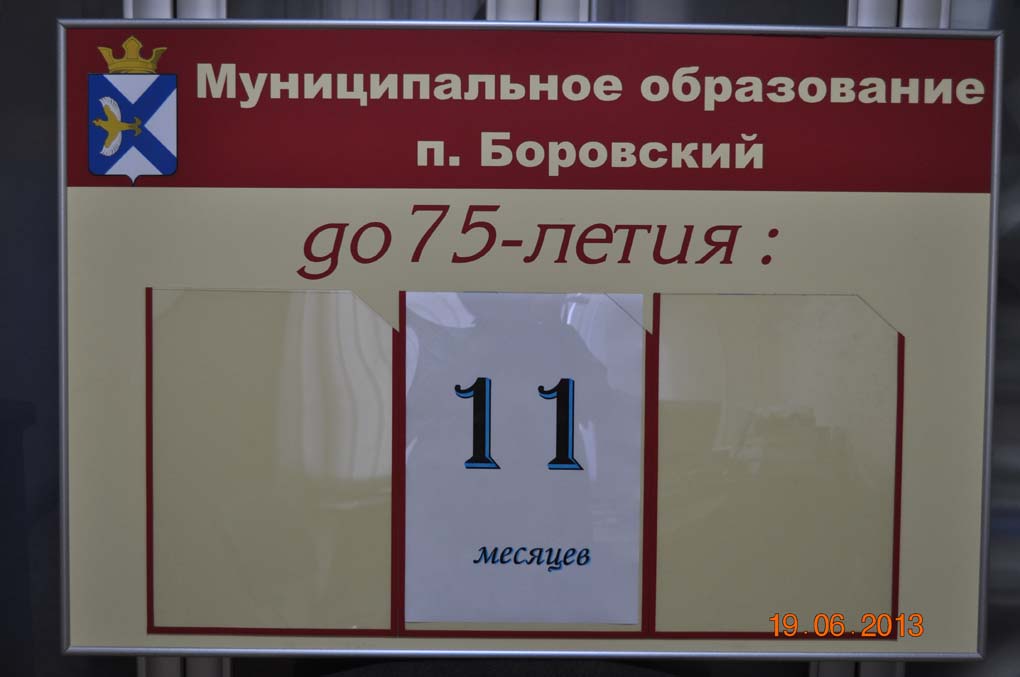 Муниципальное образование
п. Боровский
до 75-летия :
11
месяцев
19.06.2013